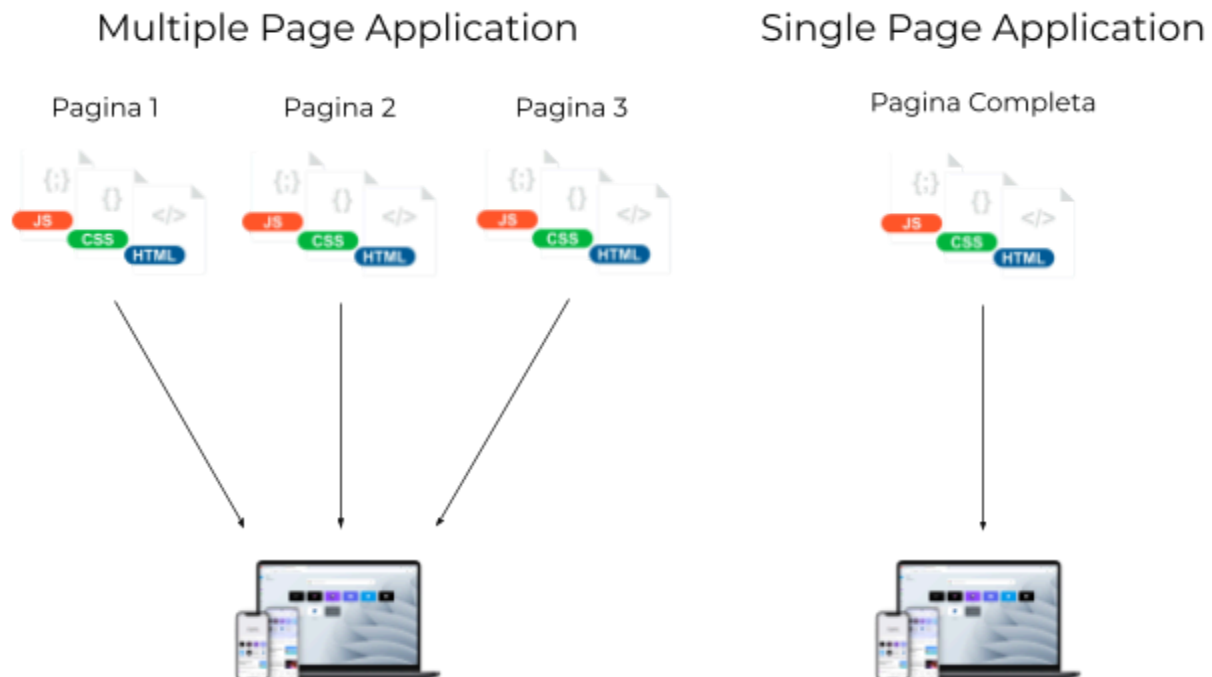 Multiple Page Application
Single Page Application
Pagina 1
Pagina 2
Pagina 3
Pagina Completa
{;}
{}
</>
JS
CSS
HTML
{;}
{}
</>
JS
CSS
HTML
{;}
{}
</>
JS
CSS
HTML
{;}
{}
</>
JS
CSS
HTML